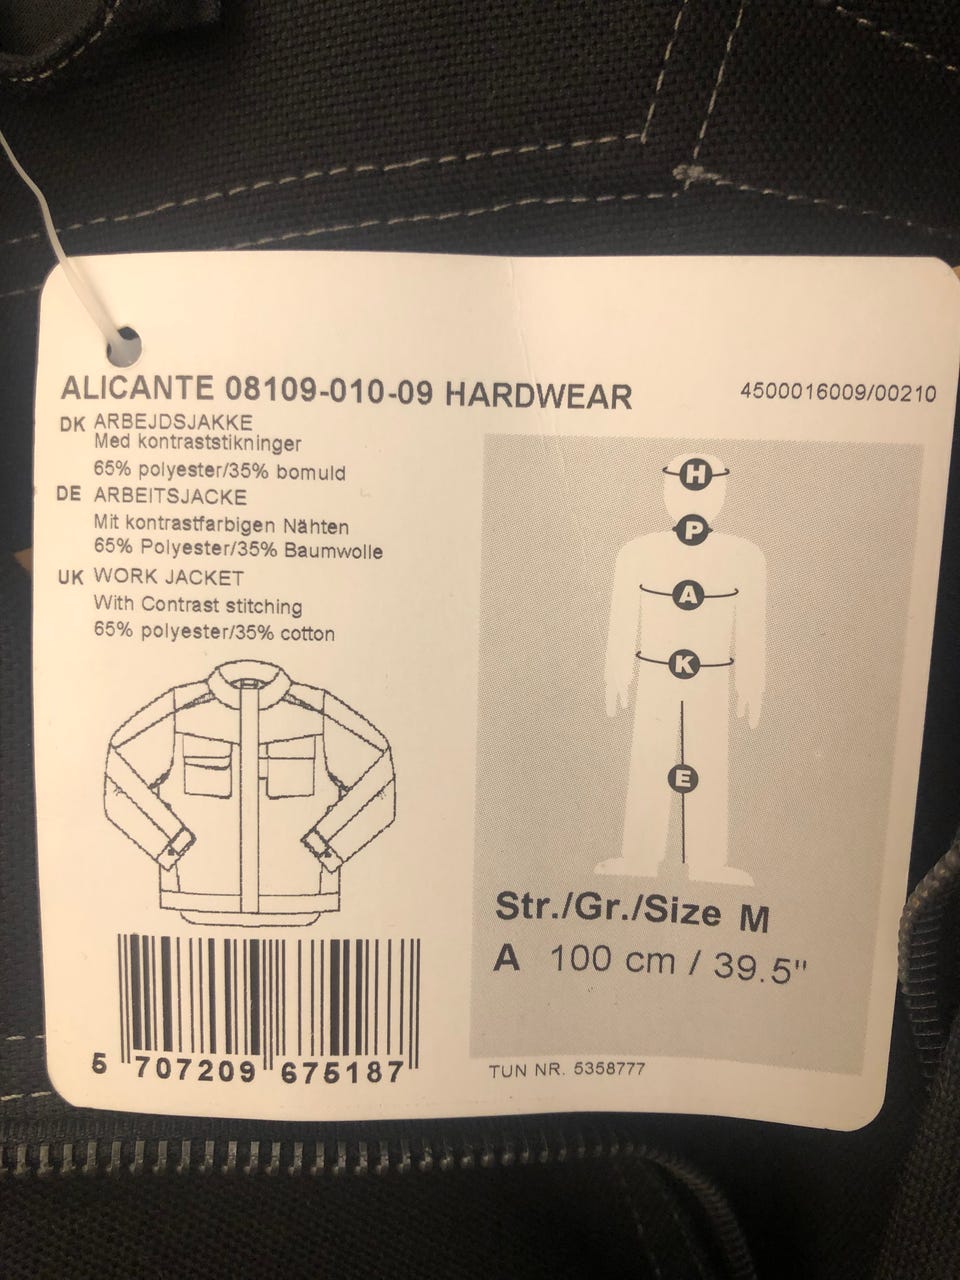 ALICANTE 08109-010-09 HARDWEAR
4500016009/00210
DK ARBEJDSJAKKE
Med kontraststikninger
65% polyester/35% bomuld
DE ARBEITSJACKE
Mit kontrastfarbigen Nähten
65% Polyester/35% Baumwolle
UK WORK JACKET
With Contrast stitching
65% polyester/35% cotton
H
P
A
K
E
Str./Gr./Size M
A 100 cm / 39.5"
5 707209 675187
TUN NR. 5358777